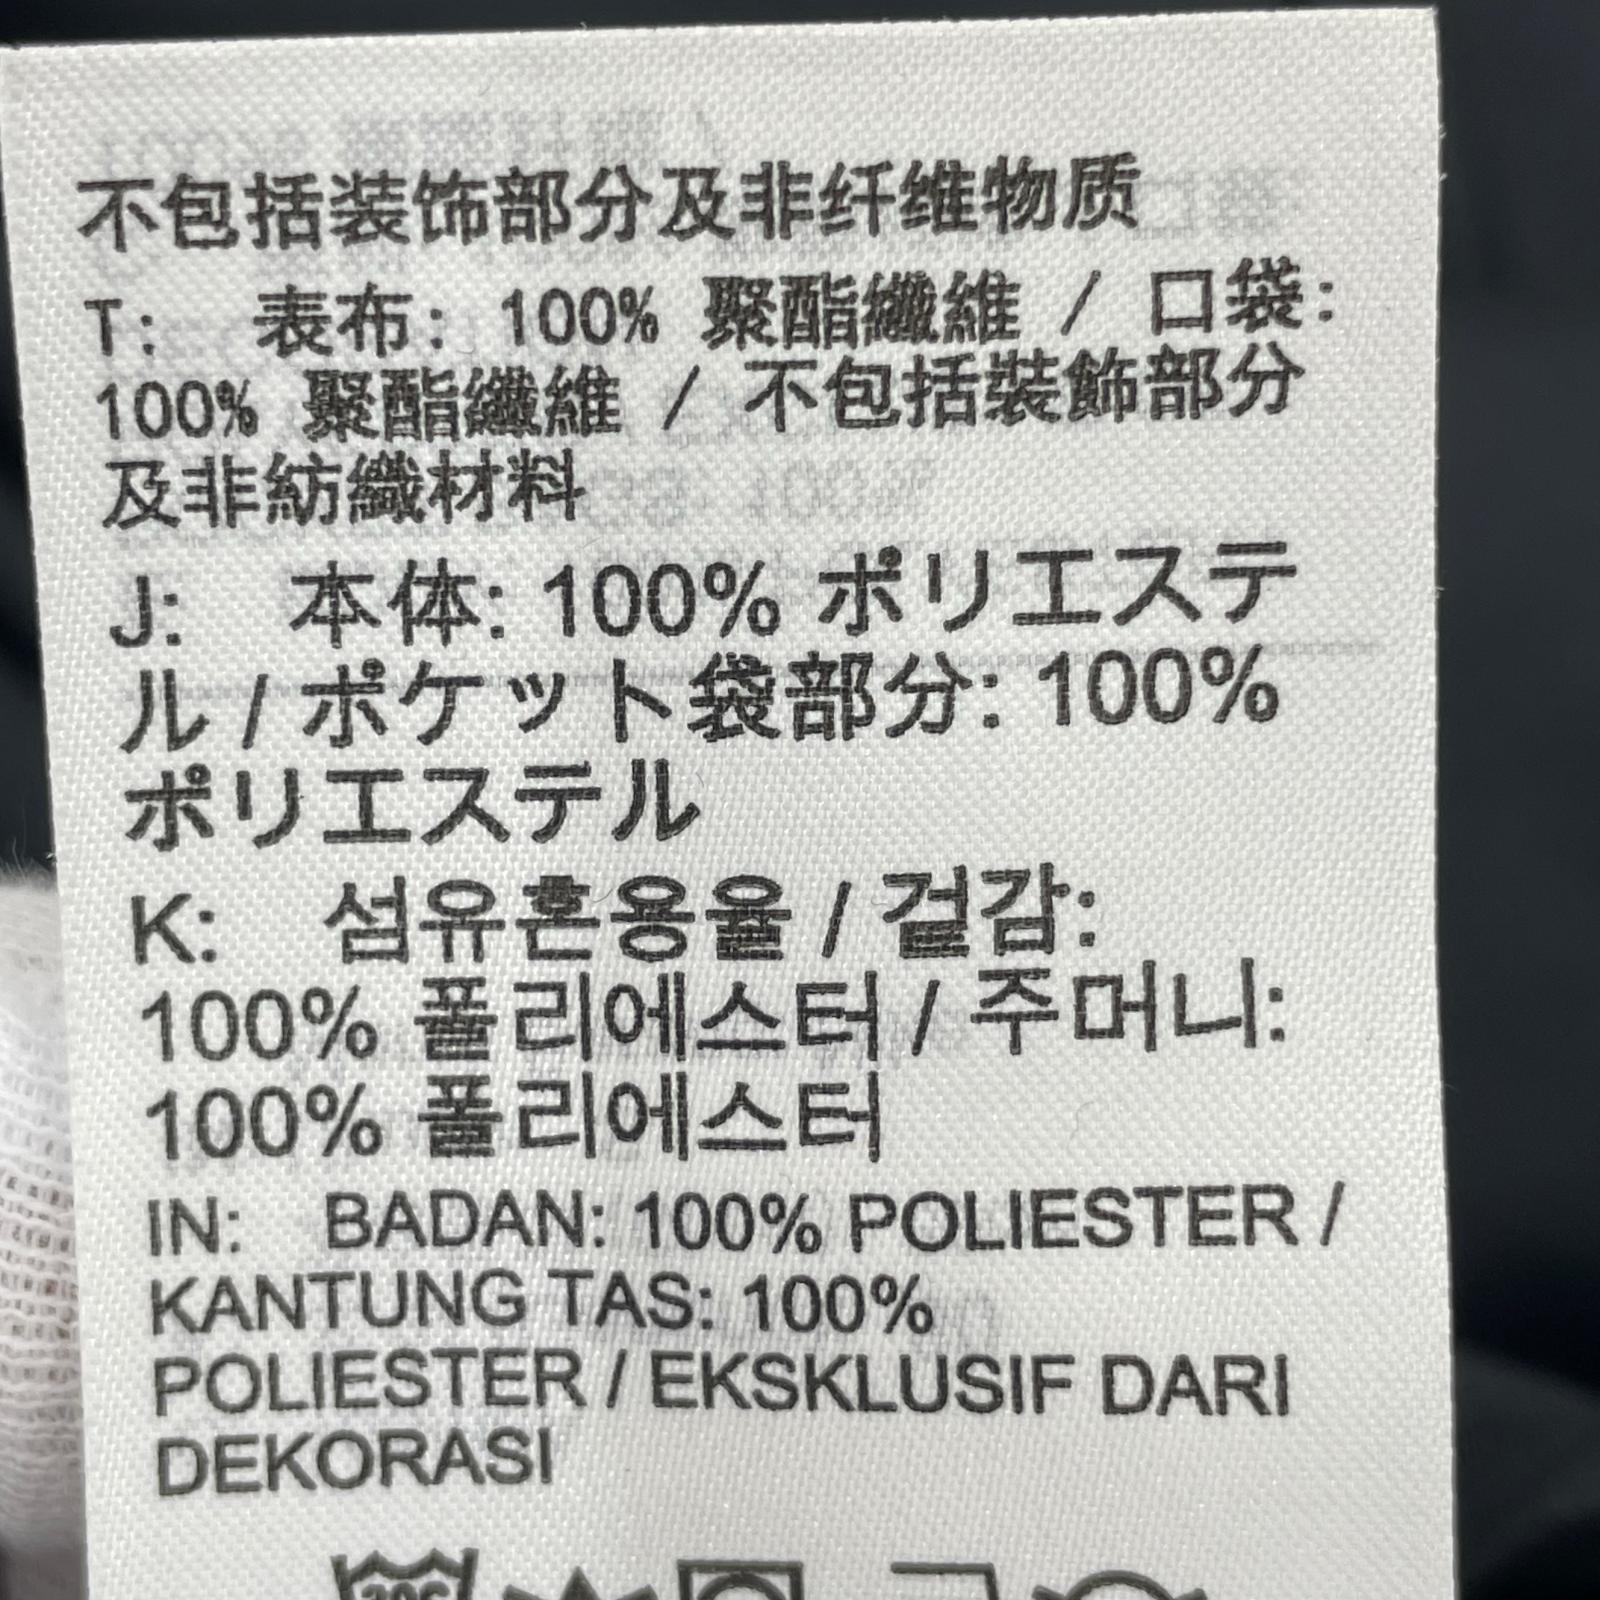 不包括装饰部分及非纤维物质
T: 表布: 100% 聚酯纖維 / 口袋:
100% 聚酯纖維 / 不包括裝飾部分
及非紡織材料
J: 本体: 100% ポリエステ
ル / ポケット袋部分: 100%
ポリエステル
K: 섬유혼용율 / 겉감:
100% 폴리에스터 / 주머니:
100% 폴리에스터
IN: BADAN: 100% POLIESTER /
KANTUNG TAS: 100%
POLIESTER / EKSKLUSIF DARI
DEKORASI